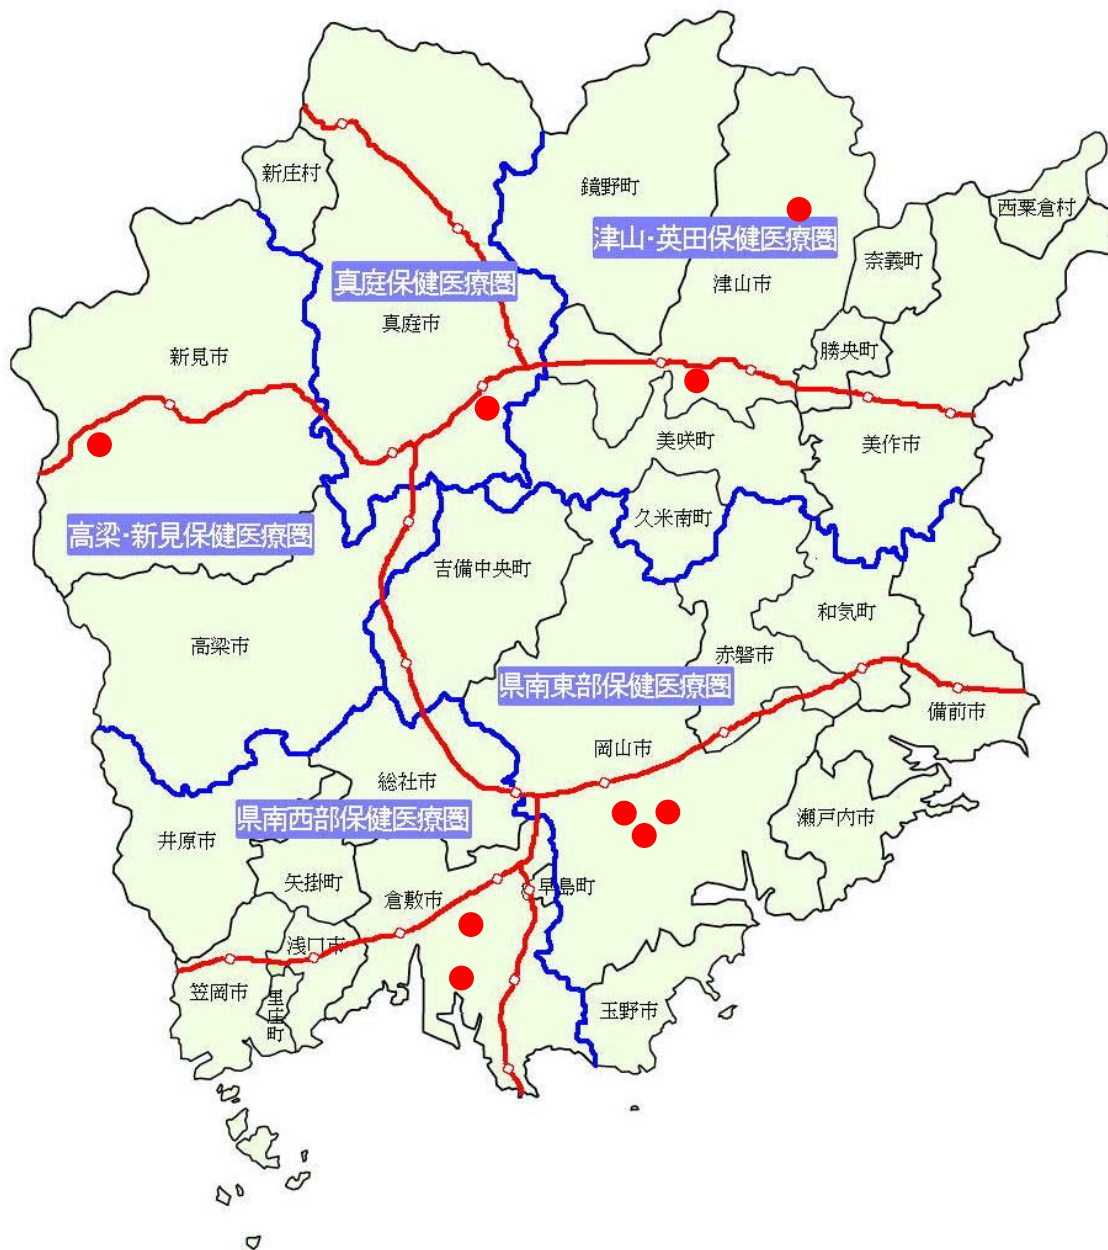 新庄村
鏡野町
西粟倉村
津山・英田保健医療圏
奈義町
真庭保健医療圏
津山市
真庭市
新見市
勝央町
美咲町
美作市
高梁・新見保健医療圏
久米南町
吉備中央町
和気町
高梁市
赤磐市
県南東部保健医療圏
備前市
岡山市
総社市
県南西部保健医療圏
瀬戸内市
井原市
矢掛町
倉敷市
早島町
浅口市
笠岡市
里庄町
玉野市